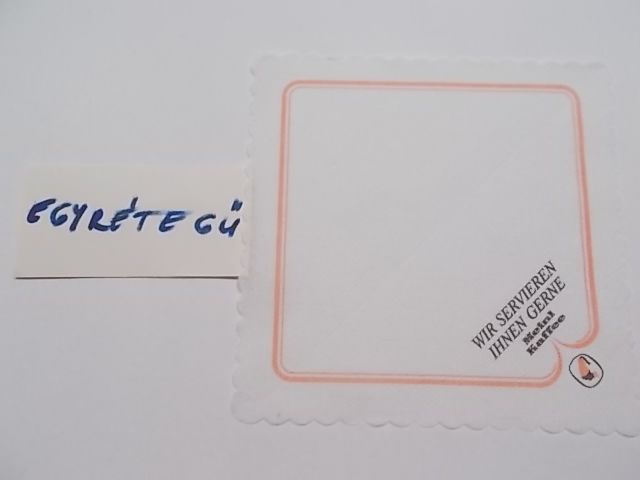 EGYRÉTEGŰ
WIR SERVIEREN
IHNEN GERNE
Meinl
Kaffee